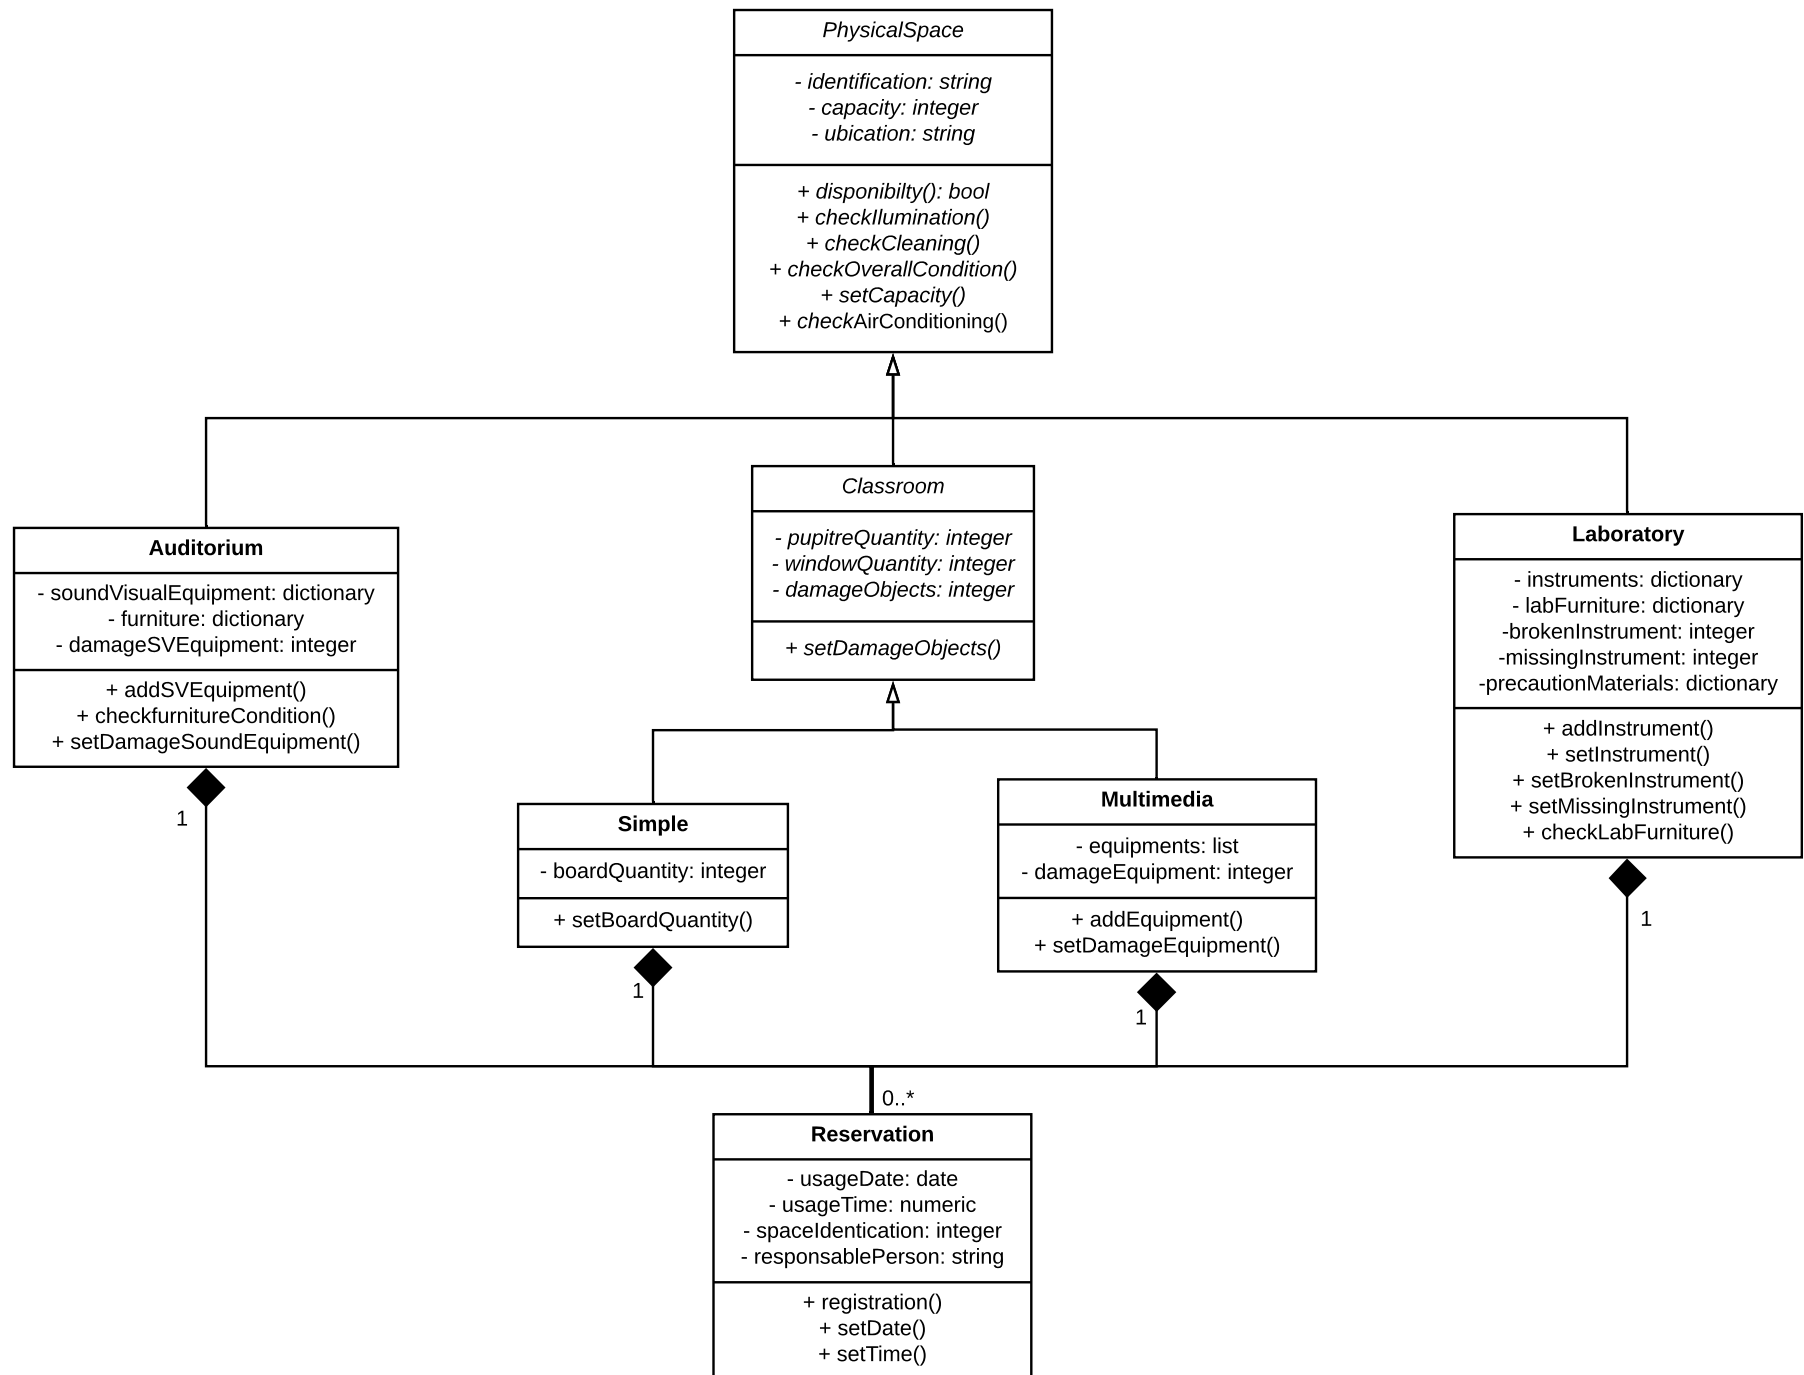 PhysicalSpace
- identification: string
- capacity: integer
- ubication: string
+ disponibilty(): bool
+ checkIlumination()
+ checkCleaning()
+ checkOverallCondition()
+ setCapacity()
+ checkAirConditioning()
Classroom
- pupitreQuantity: integer
- windowQuantity: integer
- damageObjects: integer
+ setDamageObjects()
Auditorium
- soundVisualEquipment: dictionary
- furniture: dictionary
- damageSVEquipment: integer
+ addSVEquipment()
+ checkfurnitureCondition()
+ setDamageSoundEquipment()
1
Laboratory
- instruments: dictionary
- labFurniture: dictionary
-brokenInstrument: integer
-missingInstrument: integer
-precautionMaterials: dictionary
+ addInstrument()
+ setInstrument()
+ setBrokenInstrument()
+ setMissingInstrument()
+ checkLabFurniture()
1
Simple
- boardQuantity: integer
+ setBoardQuantity()
1
Multimedia
- equipments: list
- damageEquipment: integer
+ addEquipment()
+ setDamageEquipment()
1
0..*
Reservation
- usageDate: date
- usageTime: numeric
- spaceIdentication: integer
- responsablePerson: string
+ registration()
+ setDate()
+ setTime()